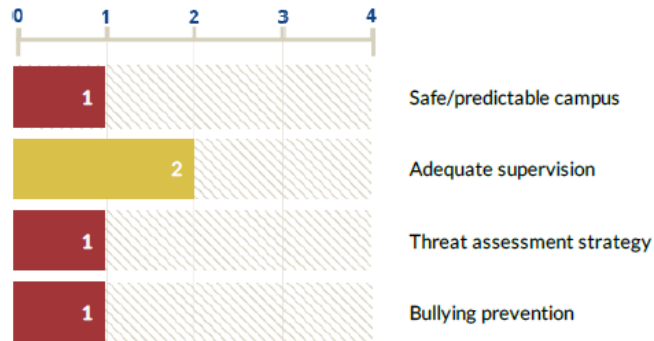 0 1 2 3 4
1 Safe/predictable campus
2 Adequate supervision
1 Threat assessment strategy
1 Bullying prevention